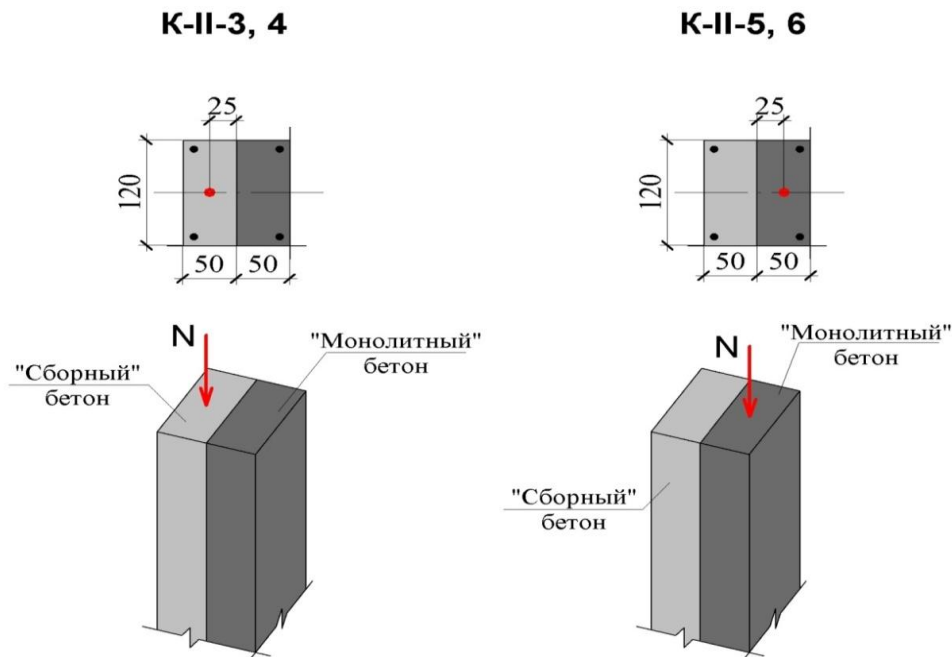 К-II-3, 4
К-II-5, 6
25
120
50 50
25
120
50 50
N
"Сборный"
бетон
"Монолитный"
бетон
N
"Монолитный"
бетон
"Сборный"
бетон